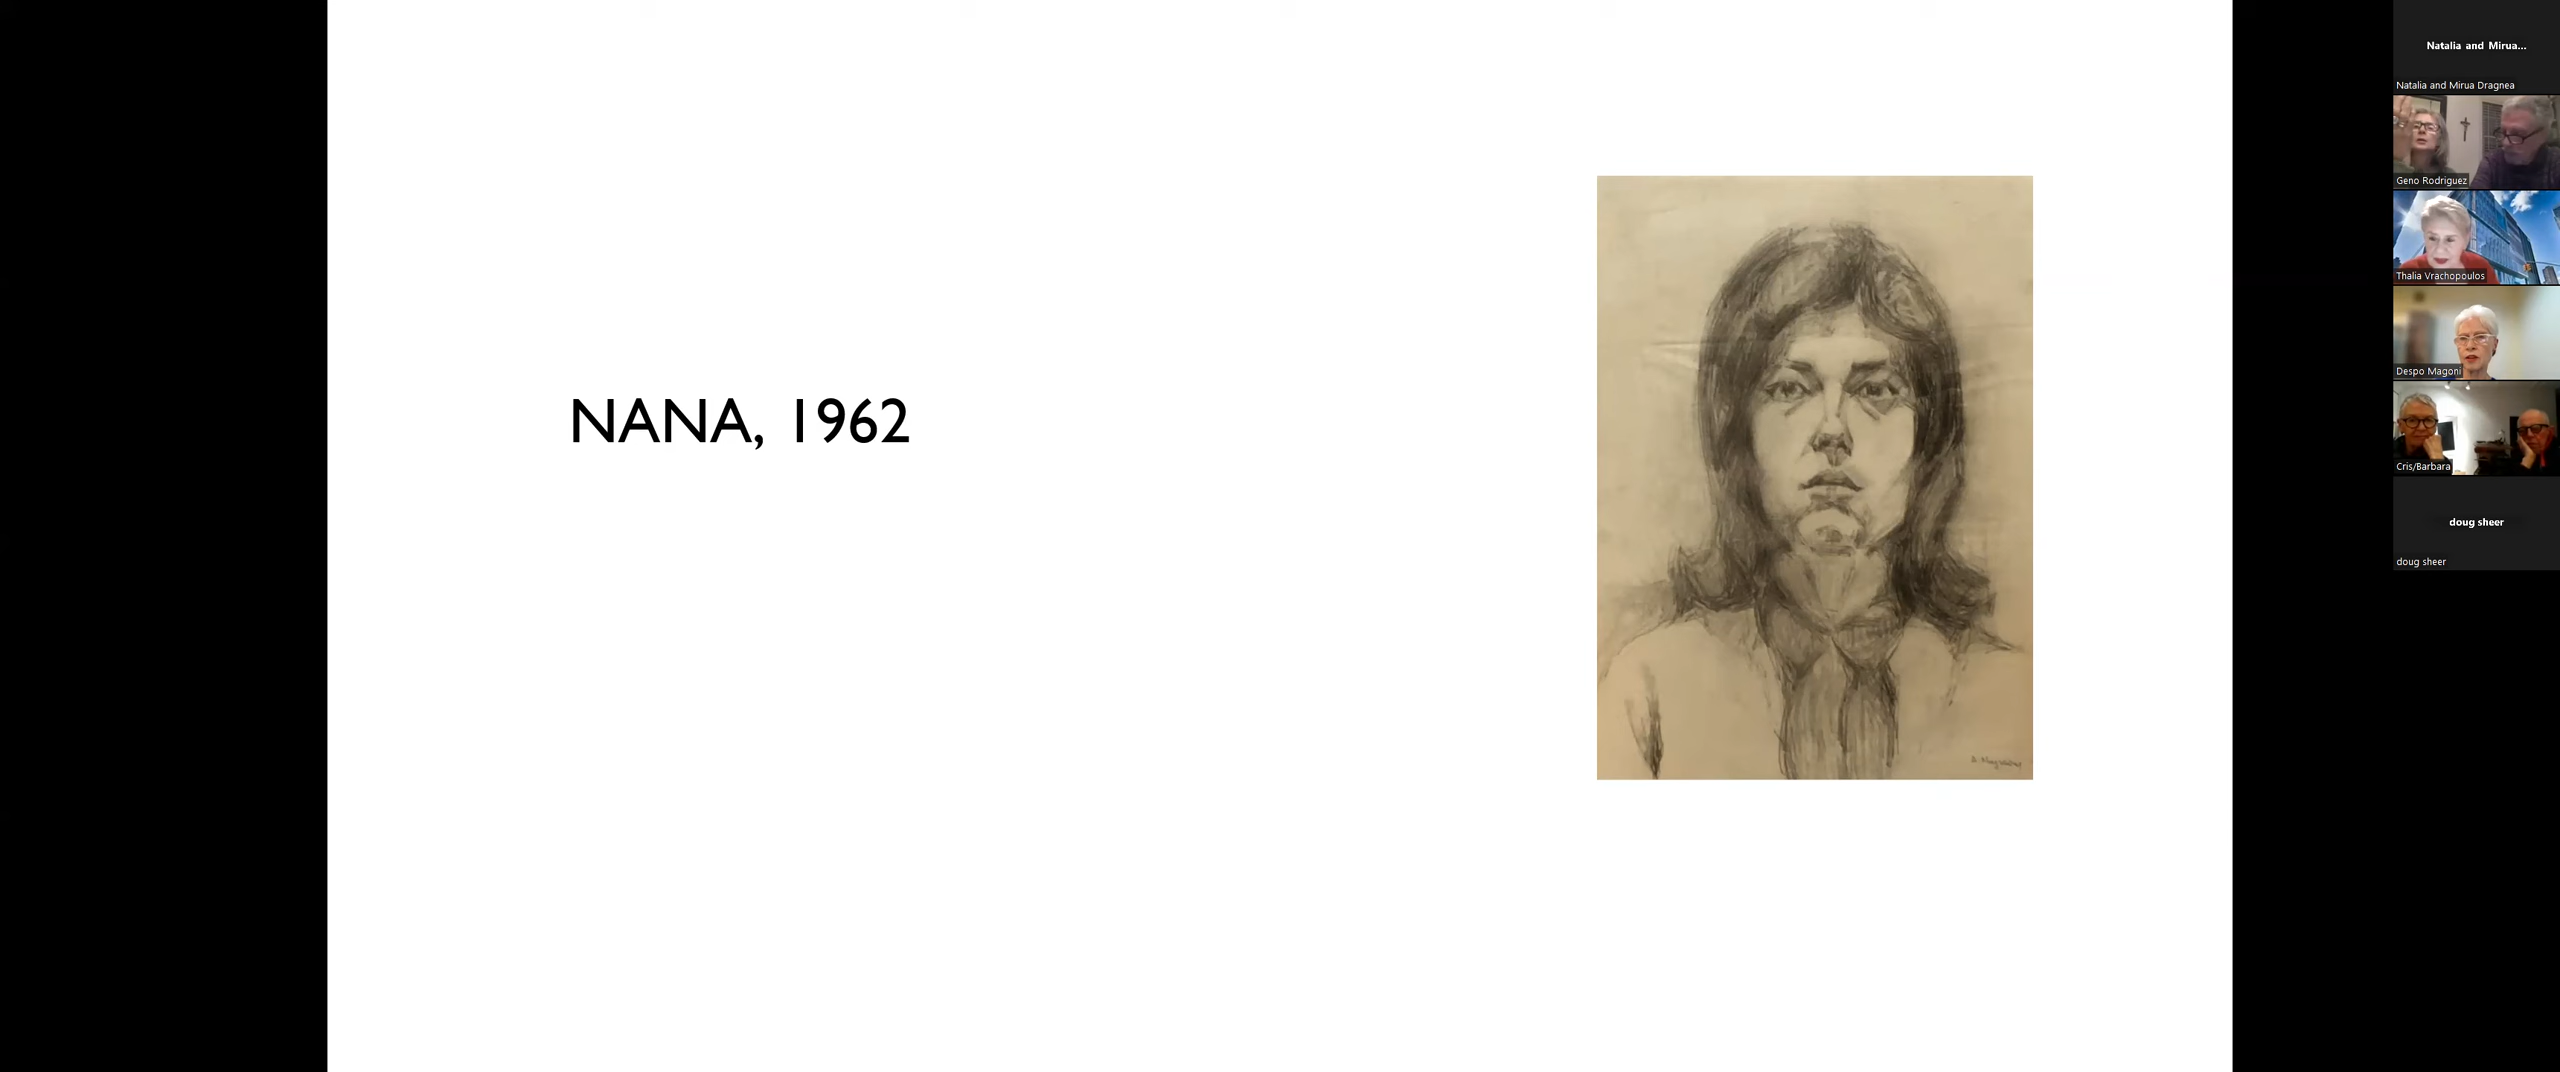 NANA, 1962
Natalia and Mirua...
Natalia and Mirua Dragnea
Geno Rodriguez
Thalia Vrachopoulos
Despo Magoni
Cris/Barbara
doug sheer
doug sheer